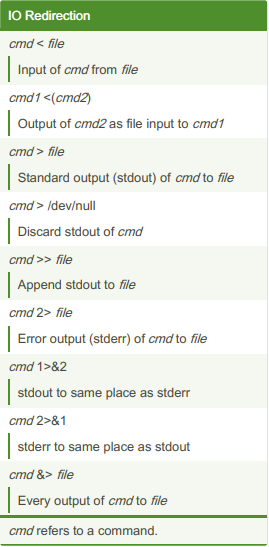 IO Redirection
cmd < file
Input of cmd from file
cmd1 <(cmd2)
Output of cmd2 as file input to cmd1
cmd > file
Standard output (stdout) of cmd to file
cmd > /dev/null
Discard stdout of cmd
cmd >> file
Append stdout to file
cmd 2> file
Error output (stderr) of cmd to file
cmd 1>&2
stdout to same place as stderr
cmd 2>&1
stderr to same place as stdout
cmd &> file
Every output of cmd to file
cmd refers to a command.